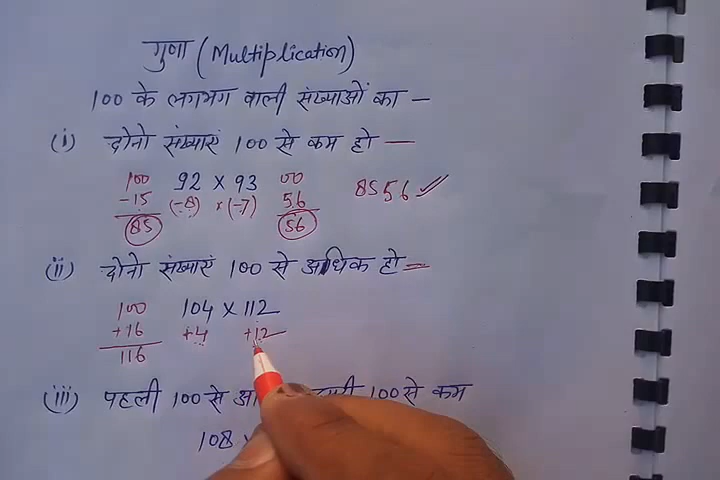 गुणा (Multiplication)
100 के लगभग वाली संख्याओं का —
(i) दोनो संख्याएं 100 से कम हो —
100 92 × 93 00 8556 ✓
-15 (-8) × (-7) 56
85 56
(ii) दोनो संख्याएं 100 से अधिक हो —
100 104 × 112
+16 +4 +12
116
(iii) पहली 100 से 100 से कम
108